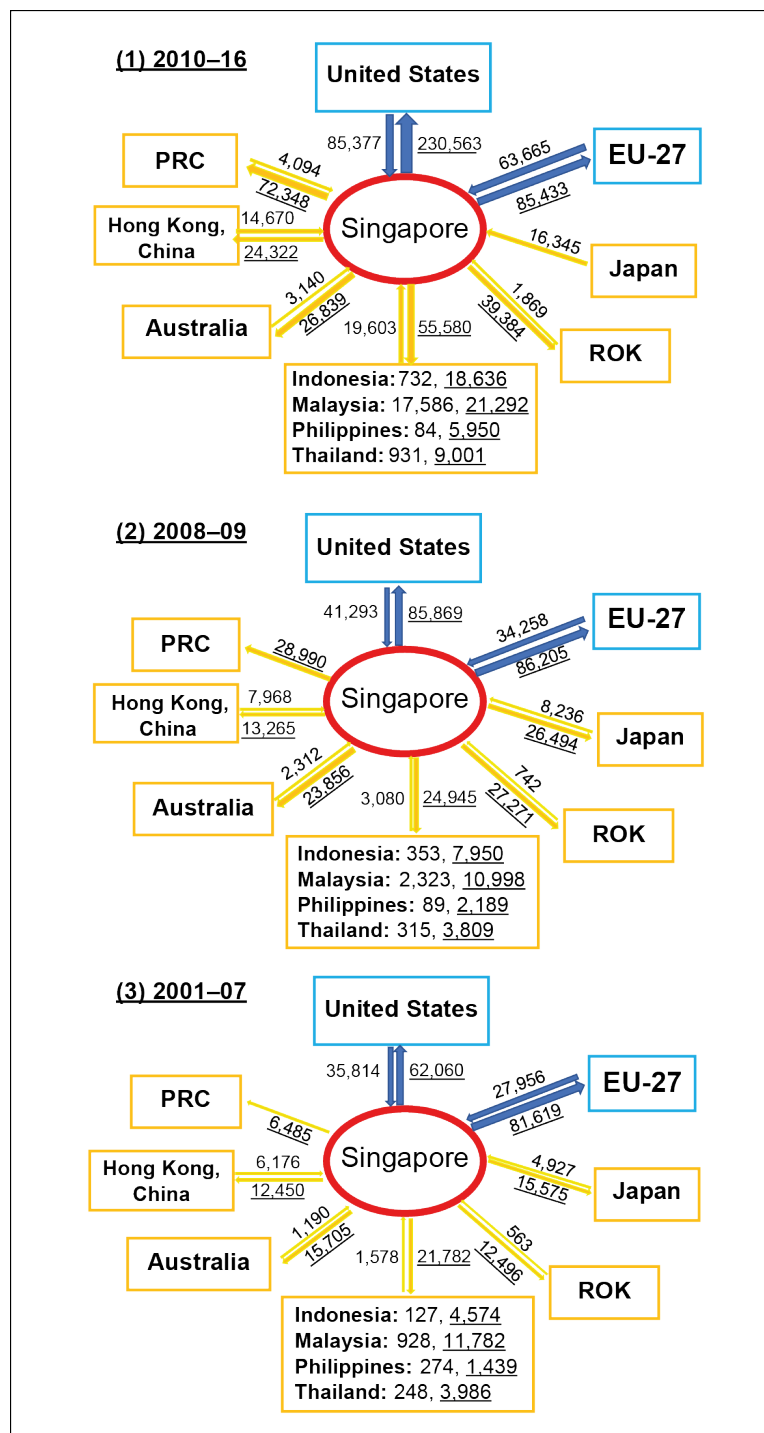 (1) 2010–16
United States
85,377
230,563
PRC
4,094
72,348
63,665
85,433
EU-27
Hong Kong,
China
14,670
24,322
Singapore
16,345
Japan
Australia
3,140
26,839
19,603
55,580
1,869
39,384
ROK
Indonesia: 732, 18,636
Malaysia: 17,586, 21,292
Philippines: 84, 5,950
Thailand: 931, 9,001
(2) 2008–09
United States
41,293
85,869
PRC
28,990
34,258
86,205
EU-27
Hong Kong,
China
7,968
13,265
Singapore
8,236
26,494
Japan
Australia
2,312
23,856
3,080
24,945
742
27,271
ROK
Indonesia: 353, 7,950
Malaysia: 2,323, 10,998
Philippines: 89, 2,189
Thailand: 315, 3,809
(3) 2001–07
United States
35,814
62,060
PRC
6,485
27,956
81,619
EU-27
Hong Kong,
China
6,176
12,450
Singapore
4,927
15,575
Japan
Australia
1,190
15,705
1,578
21,782
563
12,496
ROK
Indonesia: 127, 4,574
Malaysia: 928, 11,782
Philippines: 274, 1,439
Thailand: 248, 3,986